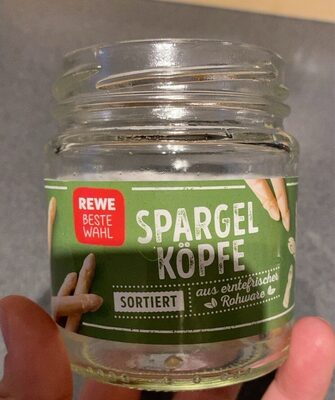 REWE
BESTE
WAHL
SPARGEL
KÖPFE
SORTIERT
aus erntefrischer
Rohware